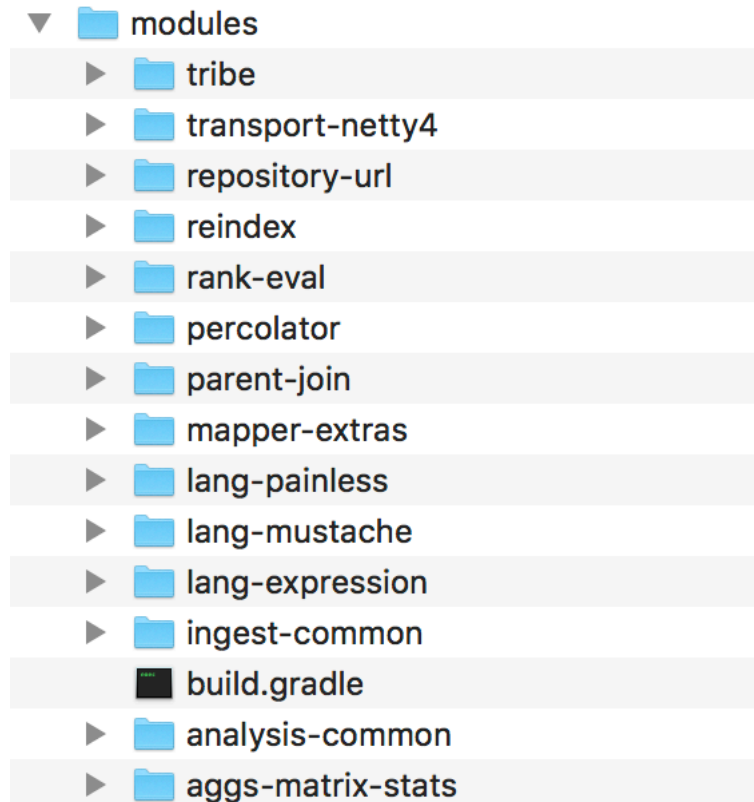 modules
tribe
transport-netty4
repository-url
reindex
rank-eval
percolator
parent-join
mapper-extras
lang-painless
lang-mustache
lang-expression
ingest-common
build.gradle
analysis-common
aggs-matrix-stats